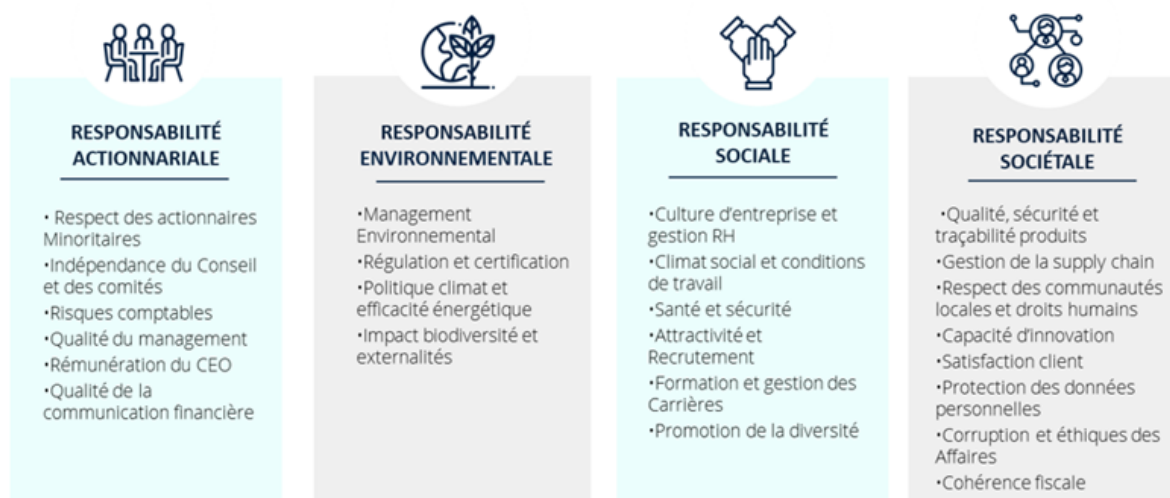 RESPONSABILITÉ
ACTIONNARIALE
• Respect des actionnaires
Minoritaires
•Indépendance du Conseil
et des comités
•Risques comptables
•Qualité du management
•Rémunération du CEO
•Qualité de la
communication financière
RESPONSABILITÉ
ENVIRONNEMENTALE
•Management
Environnemental
•Régulation et certification
•Politique climat et
efficacité énergétique
•Impact biodiversité et
externalités
RESPONSABILITÉ
SOCIALE
•Culture d'entreprise et
gestion RH
•Climat social et conditions
de travail
•Santé et sécurité
•Attractivité et
Recrutement
•Formation et gestion des
Carrières
•Promotion de la diversité
RESPONSABILITÉ
SOCIÉTALE
•Qualité, sécurité et
traçabilité produits
•Gestion de la supply chain
•Respect des communautés
locales et droits humains
•Capacité d'innovation
•Satisfaction client
•Protection des données
personnelles
•Corruption et éthiques des
Affaires
•Cohérence fiscale